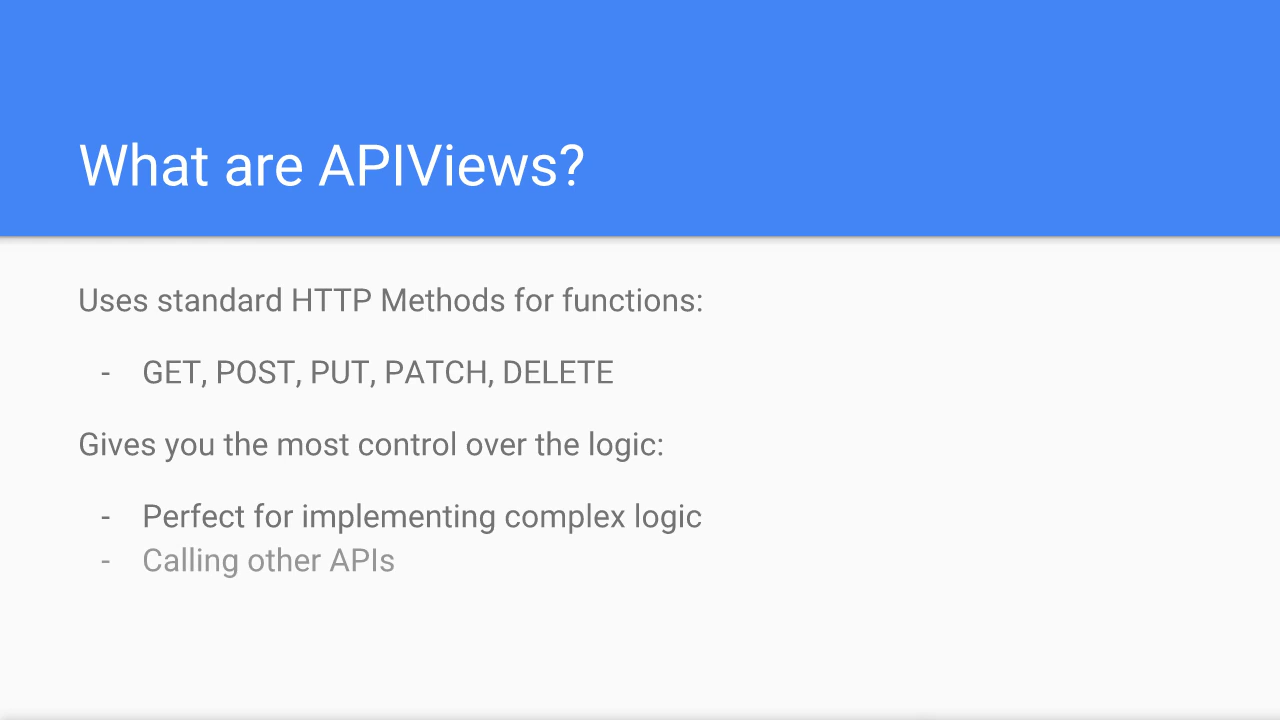 What are APIViews?
Uses standard HTTP Methods for functions:
- GET, POST, PUT, PATCH, DELETE
Gives you the most control over the logic:
- Perfect for implementing complex logic
- Calling other APIs